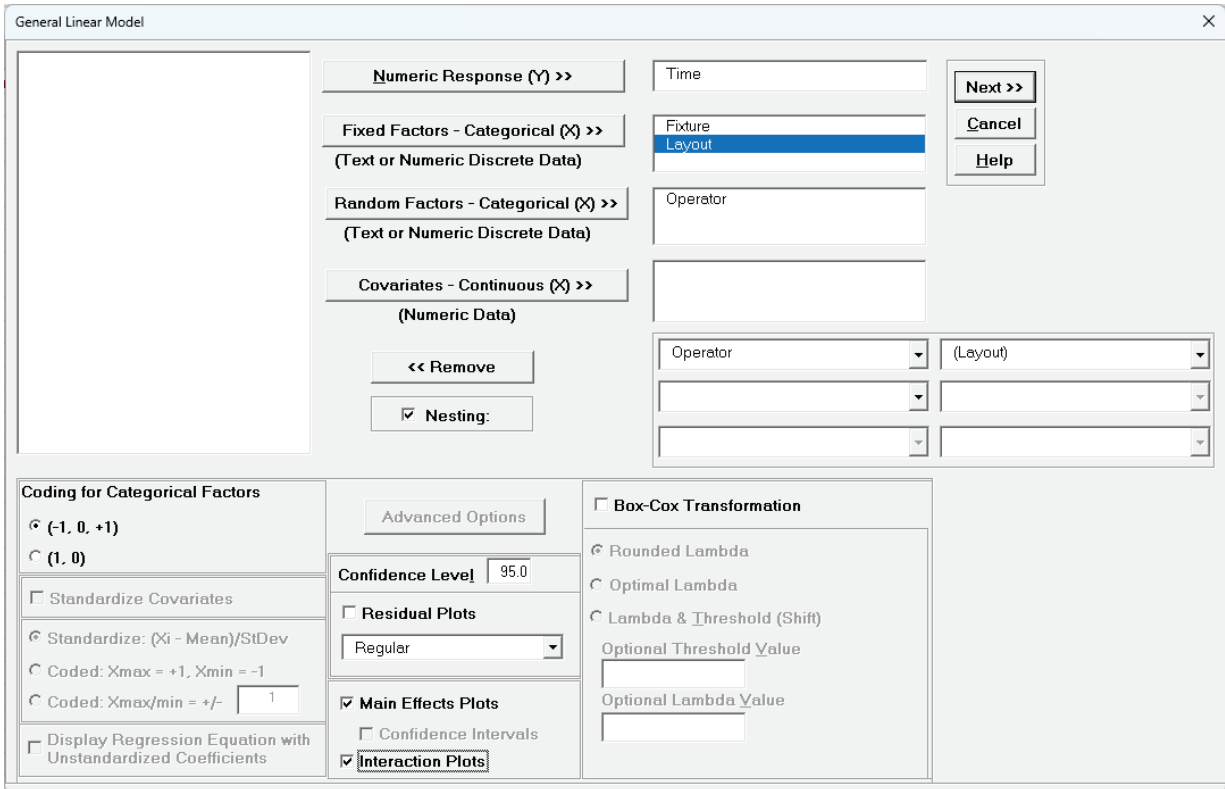 General Linear Model
Numeric Response (Y) >>
Time
Next >>
Fixed Factors - Categorical (X) >>
Fixture
Layout
Cancel
(Text or Numeric Discrete Data)
Help
Random Factors - Categorical (X) >>
Operator
(Text or Numeric Discrete Data)
Covariates - Continuous (X) >>
(Numeric Data)
<< Remove
Operator
(Layout)
Nesting:
Coding for Categorical Factors
(-1, 0, +1)
(1, 0)
Standardize Covariates
Standardize: (Xi - Mean)/StDev
Coded: Xmax = +1, Xmin = -1
Coded: Xmax/min = +/- 1
Display Regression Equation with
Unstandardized Coefficients
Advanced Options
Confidence Level 95.0
Residual Plots
Regular
Main Effects Plots
Confidence Intervals
Interaction Plots
Box-Cox Transformation
Rounded Lambda
Optimal Lambda
Lambda & Threshold (Shift)
Optional Threshold Value
Optional Lambda Value